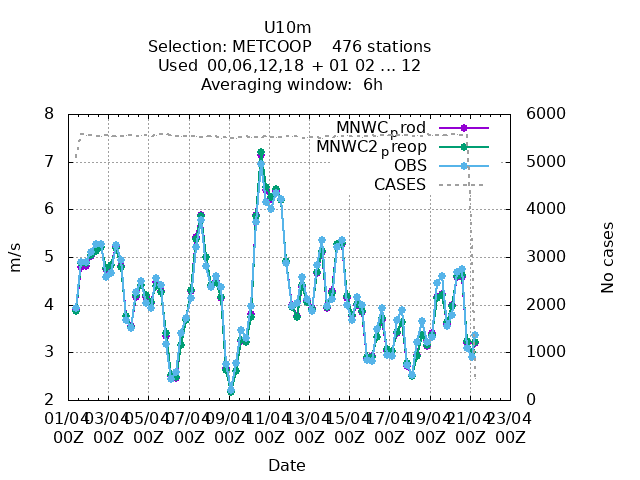 U10m
Selection: METCOOP 476 stations
Used 00,06,12,18 + 01 02 ... 12
Averaging window: 6h
8 6000
7 5000
6 4000
5 3000
4 2000
3 1000
2 0
MNWC_prod
MNWC2_preop
OBS
CASES
m/s
No cases
01/04 03/04 05/04 07/04 09/04 11/04 13/04 15/04 17/04 19/04 21/04 23/04
00Z 00Z 00Z 00Z 00Z 00Z 00Z 00Z 00Z 00Z 00Z 00Z
Date